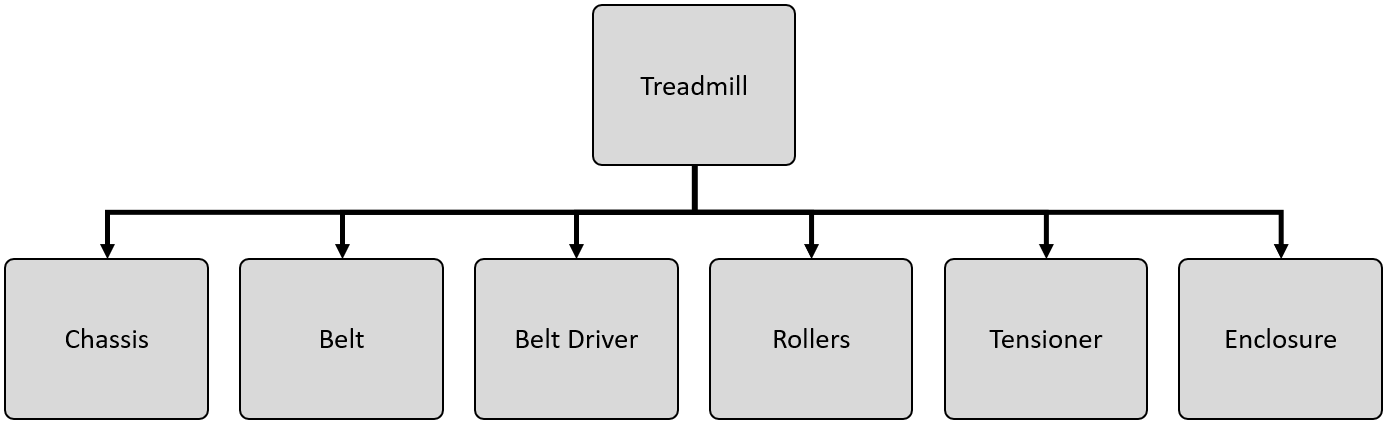 Treadmill
Chassis
Belt
Belt Driver
Rollers
Tensioner
Enclosure